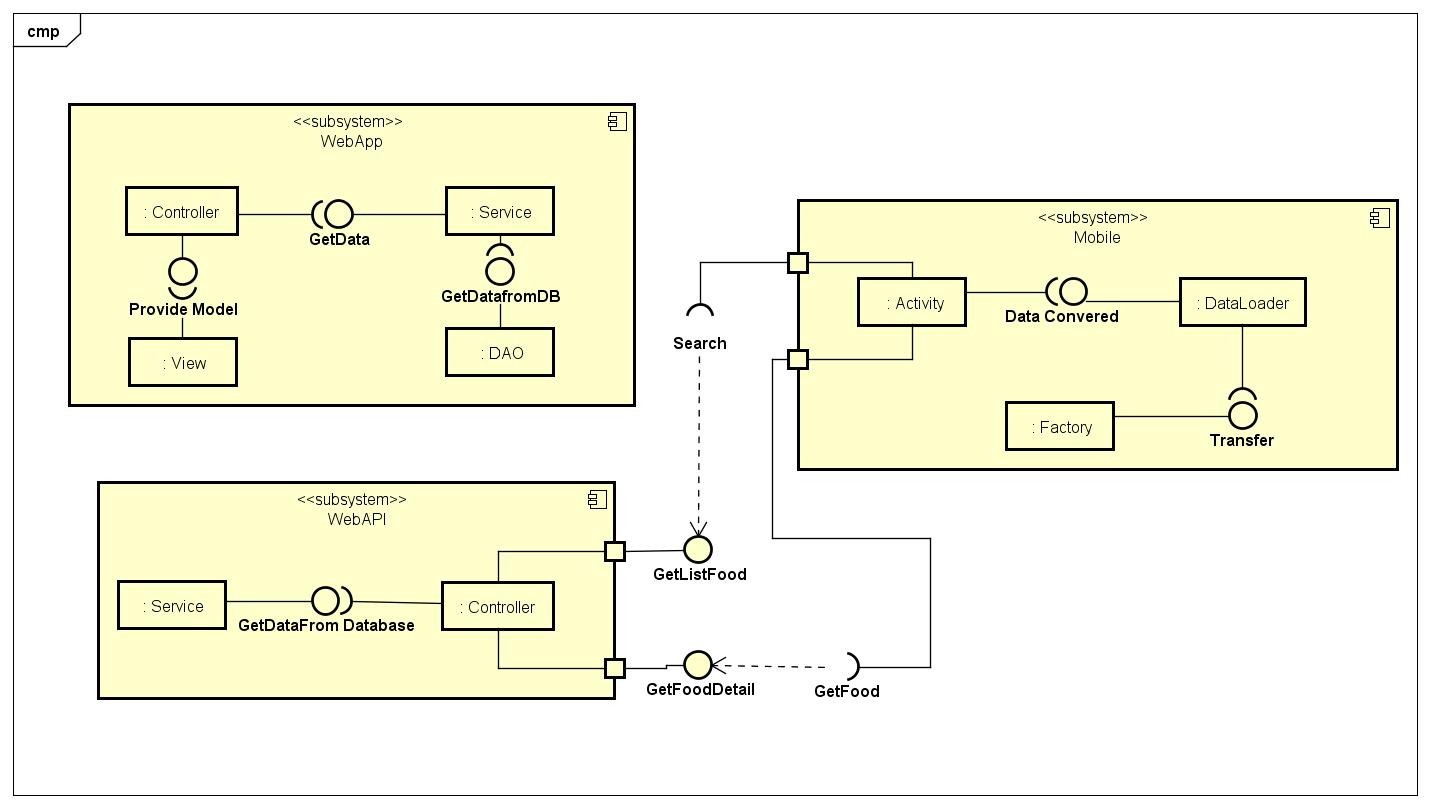 cmp
<<subsystem>>
WebApp
: Controller
: Service
GetData
Provide Model
GetDatafromDB
: View
: DAO
<<subsystem>>
Mobile
: Activity
: DataLoader
Data Convered
: Factory
Transfer
Search
<<subsystem>>
WebAPI
: Service
: Controller
GetDataFrom Database
GetListFood
GetFoodDetail
GetFood